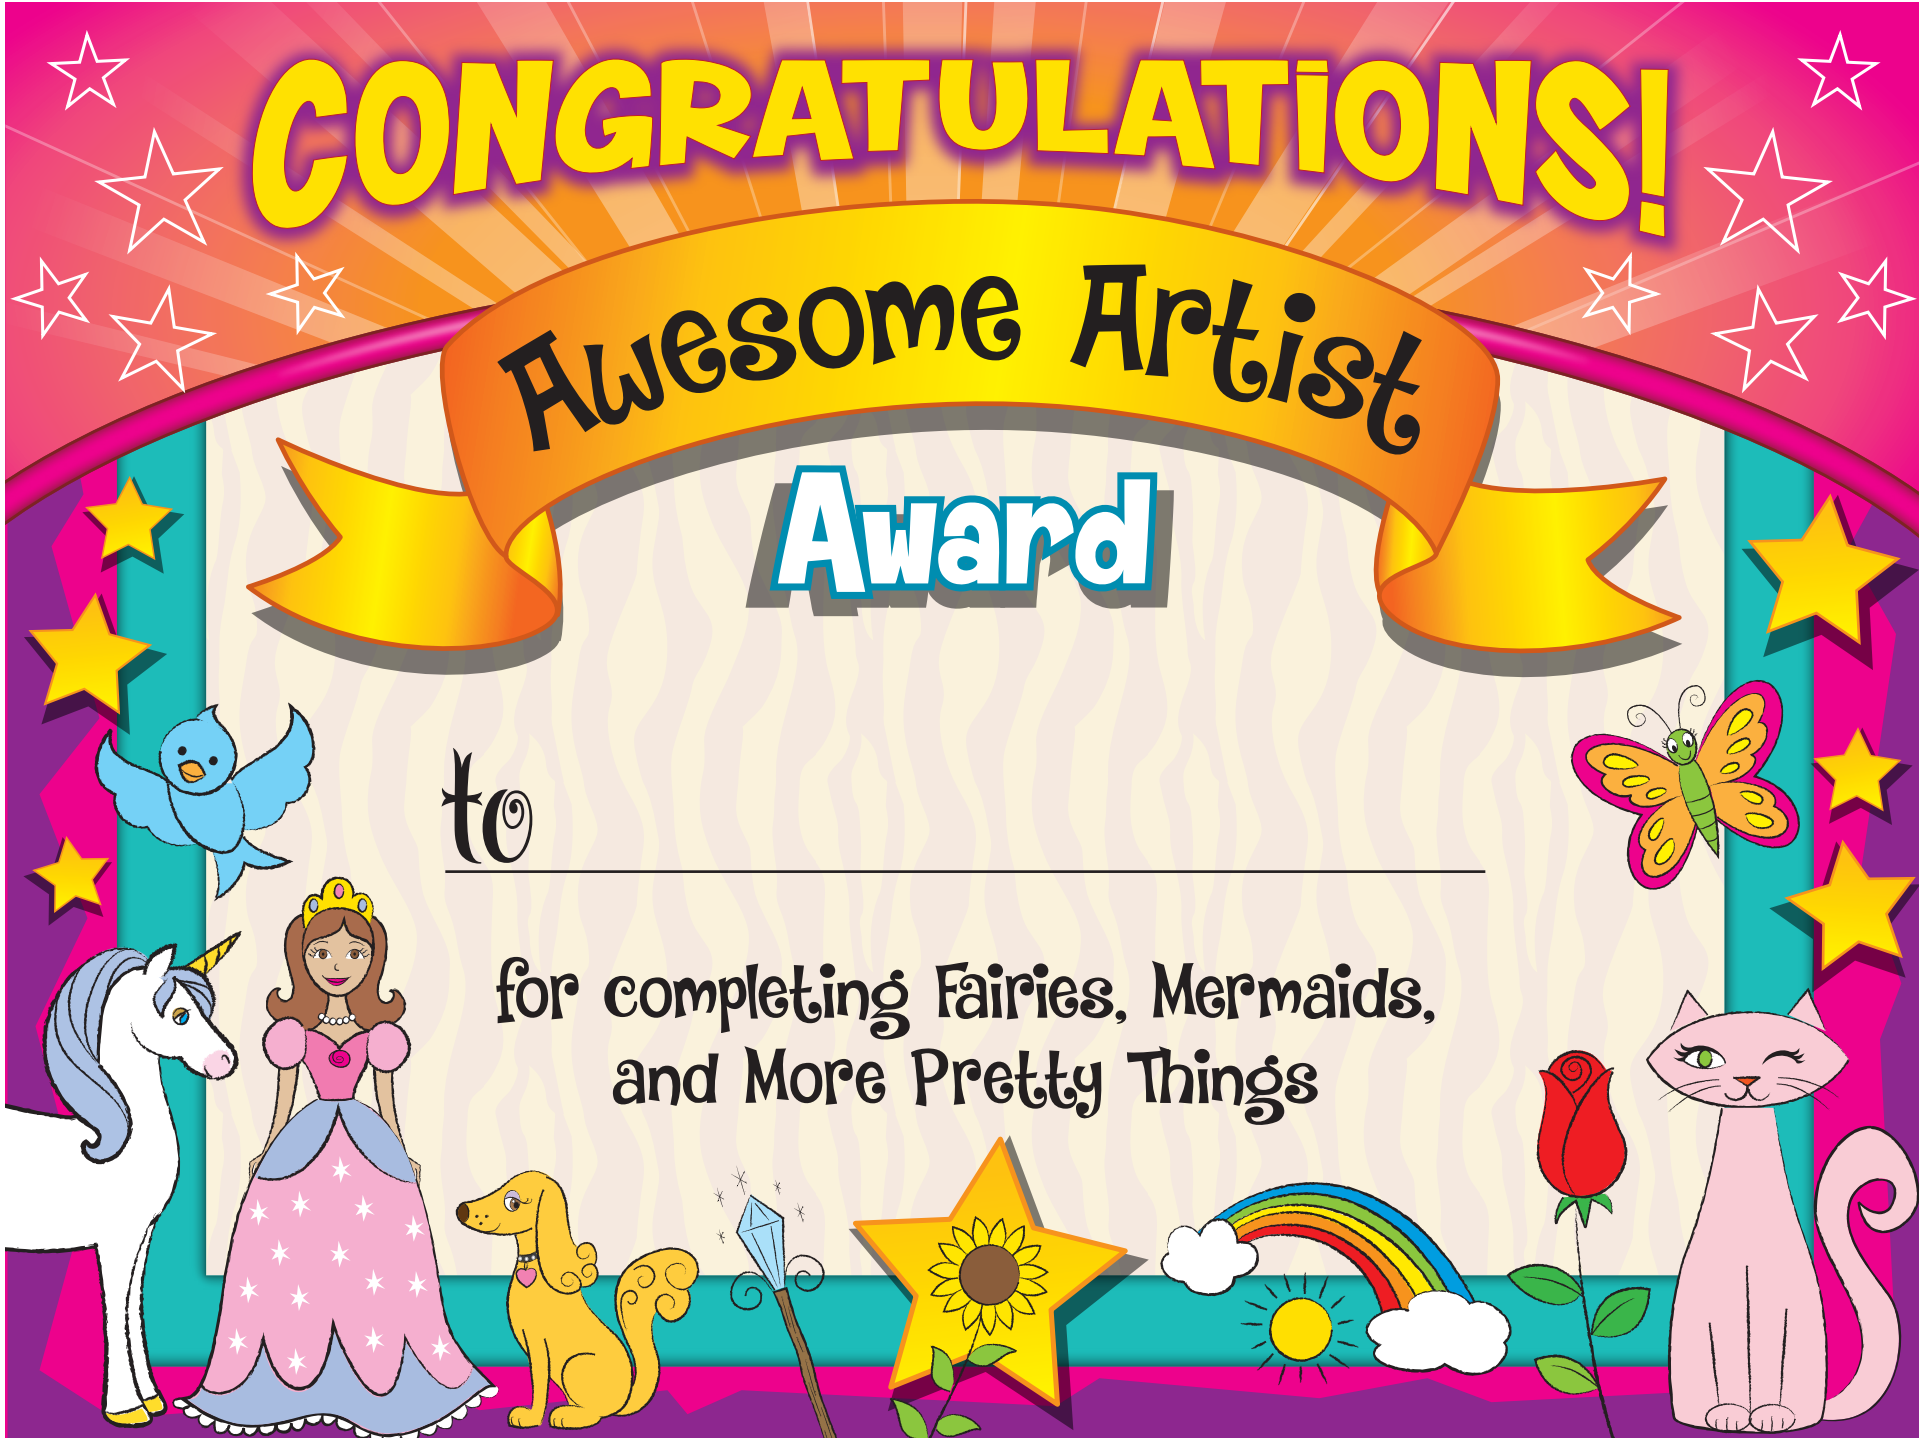 CONGRATULATIONS!
Awesome Artist
Award
to
for completing Fairies, Mermaids,
and More Pretty Things